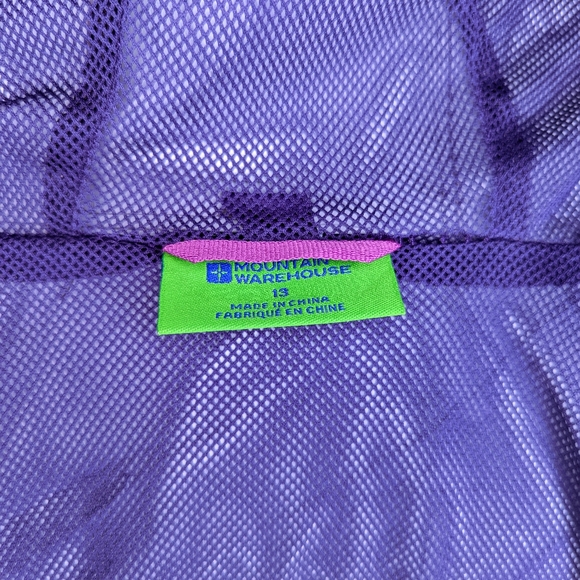 MOUNTAIN
WAREHOUSE
13
MADE IN CHINA
FABRIQUÉ EN CHINE